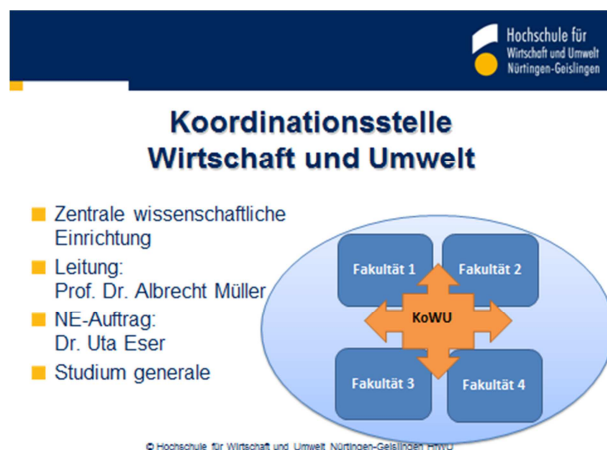 Hochschule für
Wirtschaft und Umwelt
Nürtingen-Geislingen
Koordinationsstelle
Wirtschaft und Umwelt
Zentrale wissenschaftliche
Einrichtung
Leitung:
Prof. Dr. Albrecht Müller
NE-Auftrag:
Dr. Uta Eser
Studium generale
Fakultät 1
Fakultät 2
KoWU
Fakultät 3
Fakultät 4
© Hochschule für Wirtschaft und Umwelt Nürtingen-Geislingen HfWU